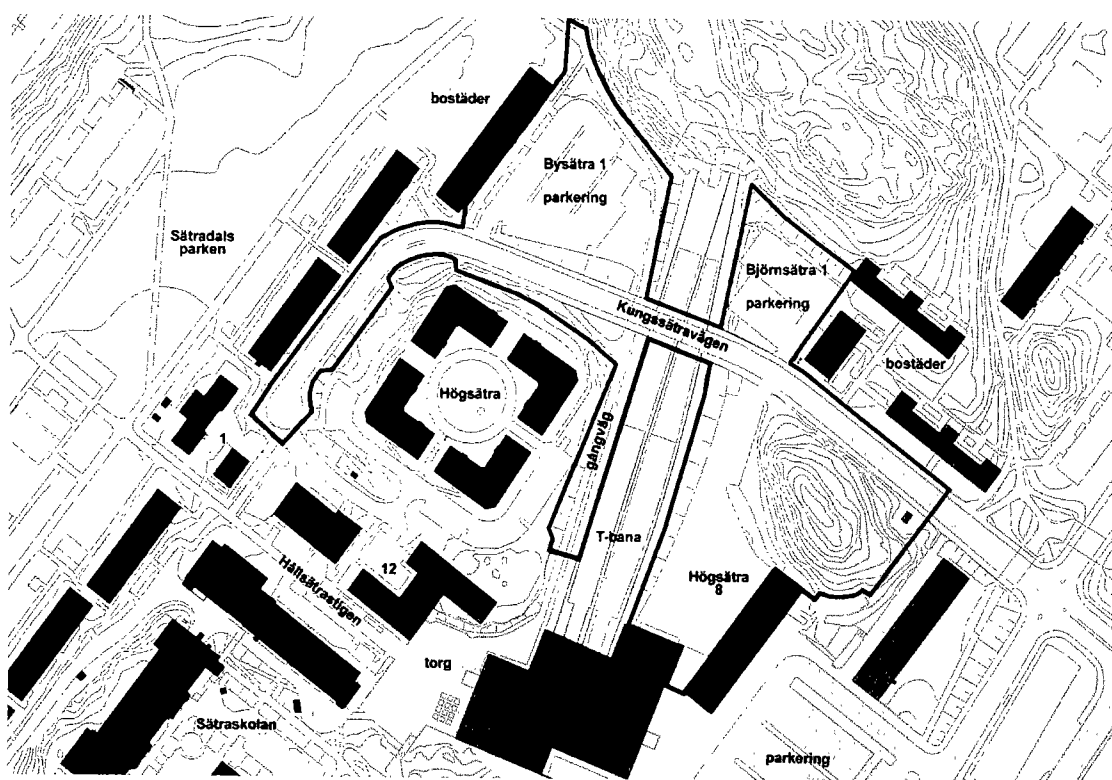 bostäder
Bysätra 1
parkering
Sätradals
parken
Björnsätra 1
parkering
Kungssätravägen
bostäder
Högsätra
gångväg
1
T-bana
12
Hållsätrastigen
Högsätra
8
torg
Sätraskolan
parkering